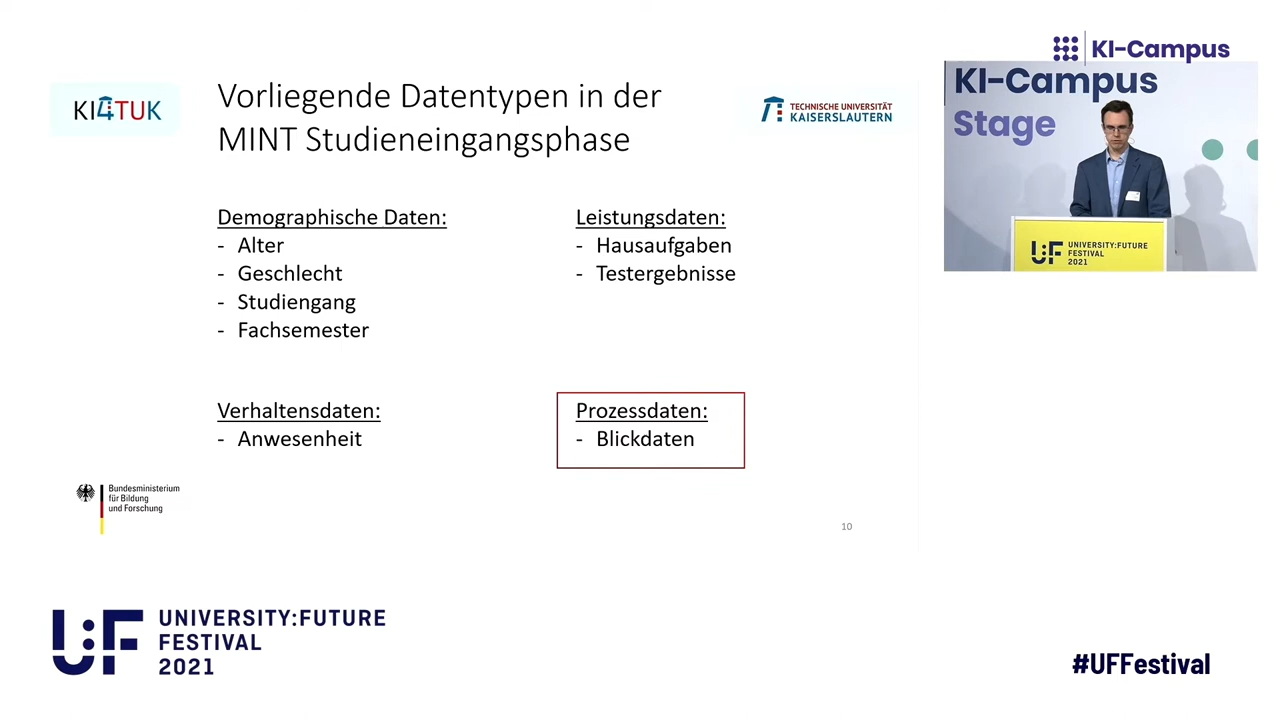 KI-Campus
KI-Campus
Stage
KI4TUK
Vorliegende Datentypen in der
MINT Studieneingangsphase
TECHNISCHE UNIVERSITÄT
KAISERSLAUTERN
Demographische Daten:
- Alter
- Geschlecht
- Studiengang
- Fachsemester
Leistungsdaten:
- Hausaufgaben
- Testergebnisse
Verhaltensdaten:
- Anwesenheit
Prozessdaten:
- Blickdaten
U:F UNIVERSITY:FUTURE
FESTIVAL
2021
Bundesministerium
für Bildung
und Forschung
10
U:F UNIVERSITY:FUTURE
FESTIVAL
2021
#UFFestival